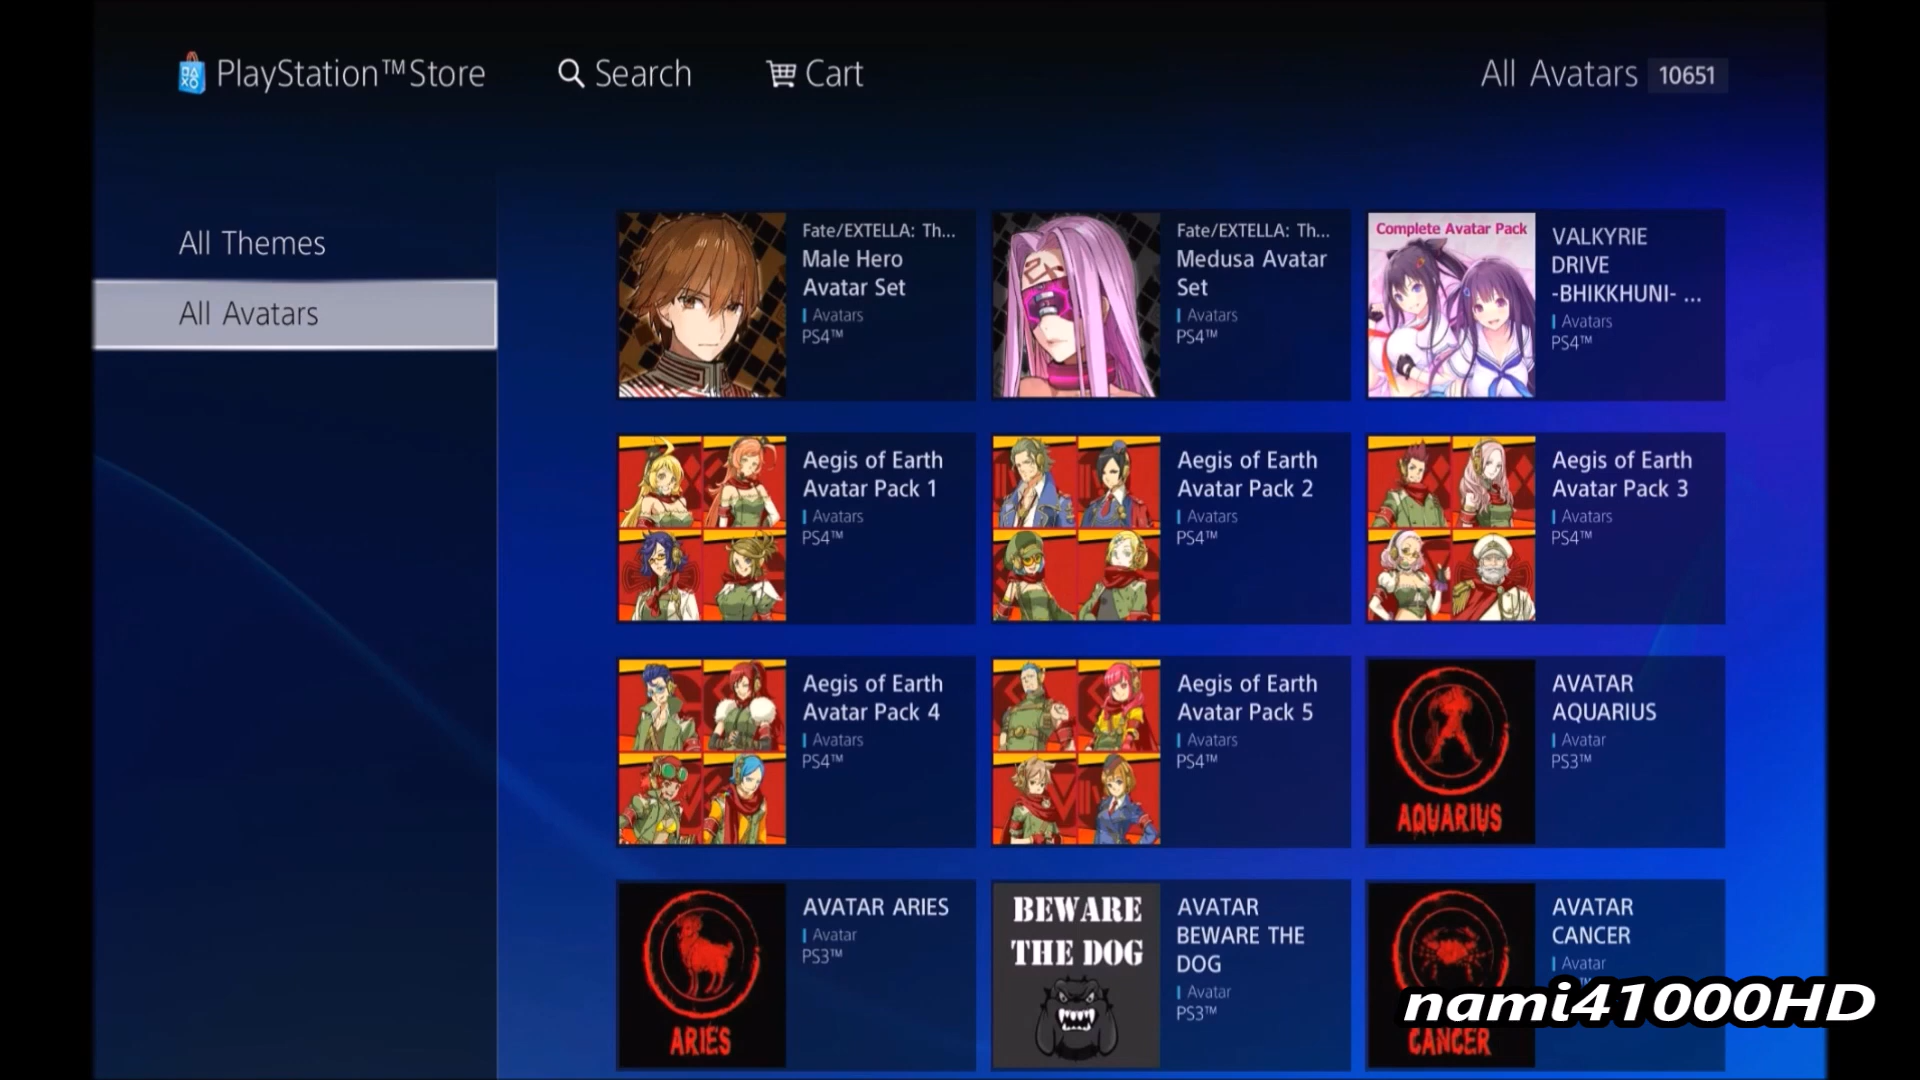 PlayStation™Store
Search
Cart
All Avatars 10651
All Themes
All Avatars
Fate/EXTELLA: Th...
Male Hero
Avatar Set
Avatars
PS4™
Fate/EXTELLA: Th...
Medusa Avatar
Set
Avatars
PS4™
Complete Avatar Pack
VALKYRIE
DRIVE
-BHIKKHUNI- ...
Avatars
PS4™
Aegis of Earth
Avatar Pack 1
Avatars
PS4™
Aegis of Earth
Avatar Pack 2
Avatars
PS4™
Aegis of Earth
Avatar Pack 3
Avatars
PS4™
Aegis of Earth
Avatar Pack 4
Avatars
PS4™
Aegis of Earth
Avatar Pack 5
Avatars
PS4™
AQUARIUS
AVATAR
AQUARIUS
Avatar
PS3™
ARIES
AVATAR ARIES
Avatar
PS3™
BEWARE
THE DOG
AVATAR
BEWARE THE
DOG
Avatar
PS3™
CANCER
AVATAR
CANCER
Avatar
nami41000HD